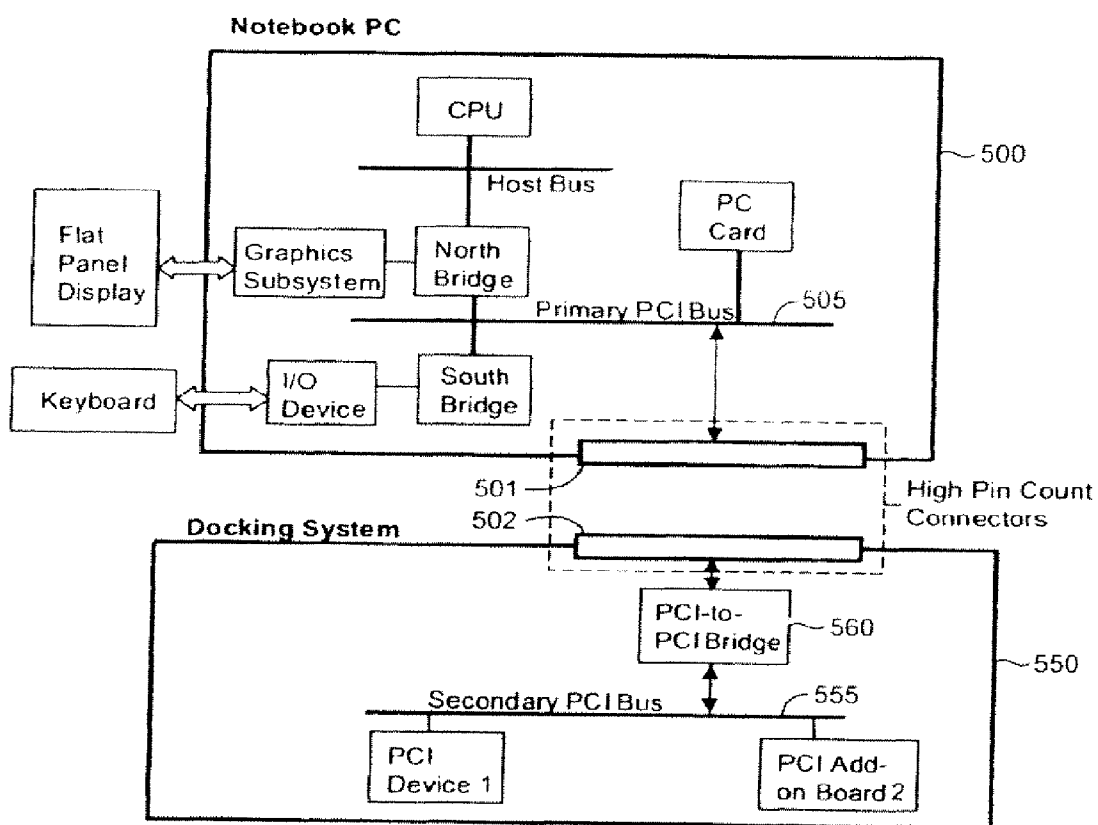 Notebook PC
CPU
500
Host Bus
PC
Card
Flat
Panel
Display
Graphics
Subsystem
North
Bridge
505
Primary PCI Bus
Keyboard
I/O
Device
South
Bridge
501
High Pin Count
Connectors
502
Docking System
PCI-to-
PCI Bridge
560
550
Secondary PCI Bus
555
PCI
Device 1
PCI Add-
on Board 2